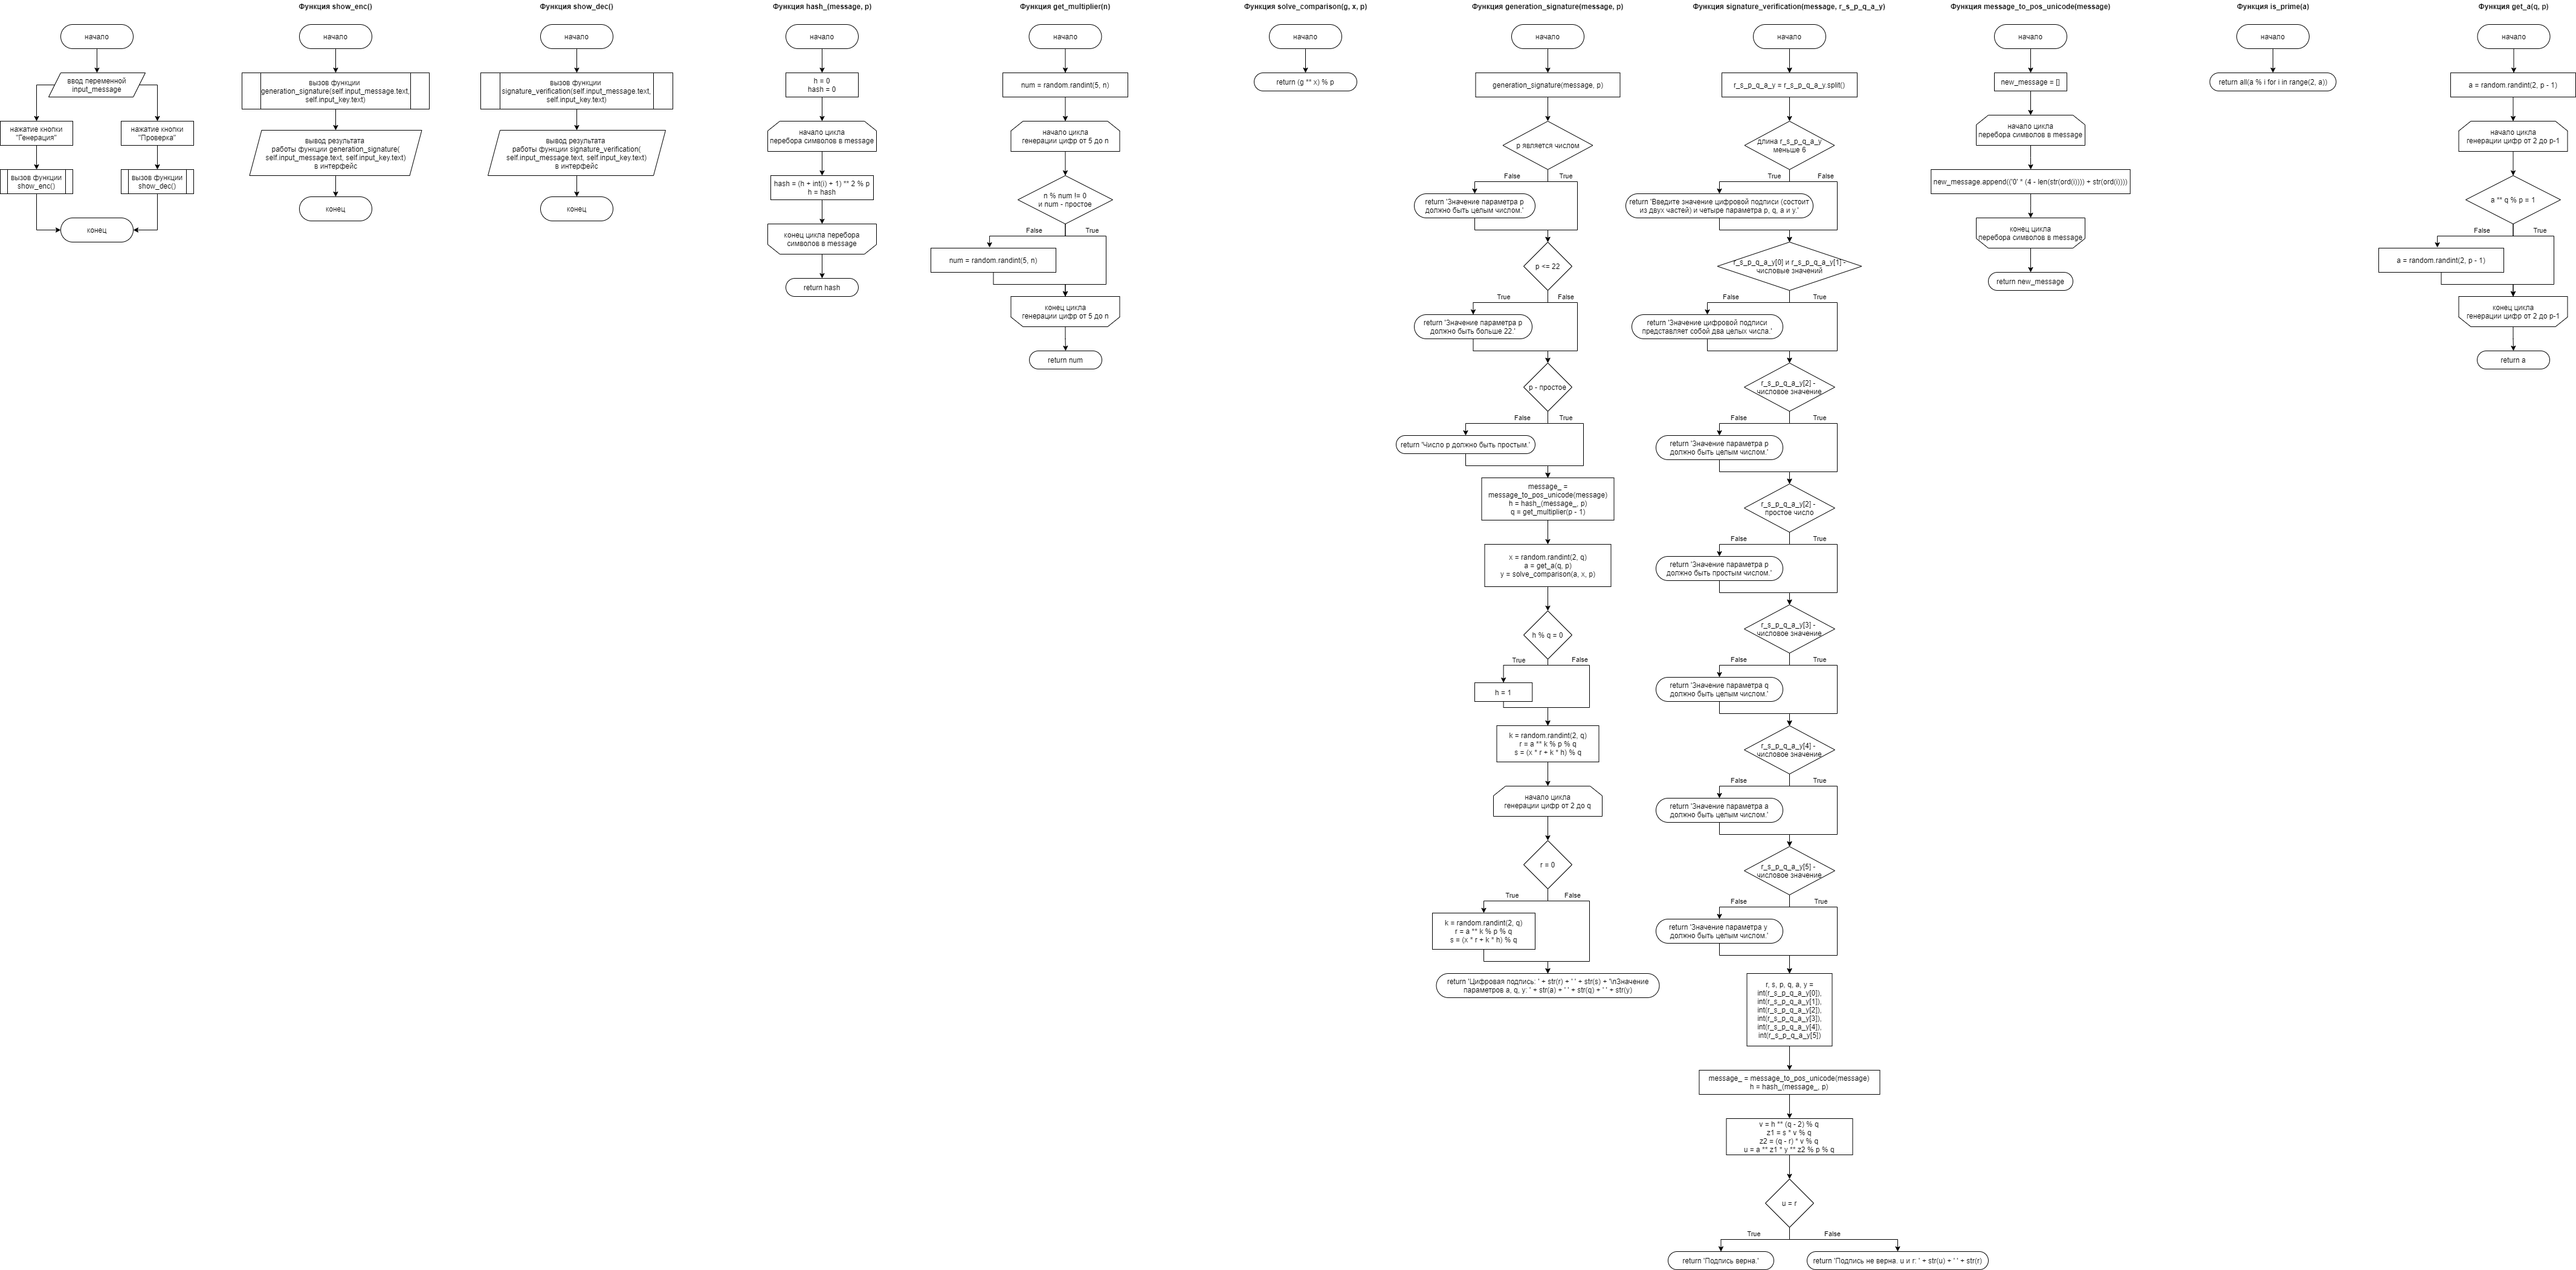 начало
ввод переменной
input_message
нажатие кнопки
"Генерация"
нажатие кнопки
"Проверка"
вызов функции
show_enc()
вызов функции
show_dec()
конец
Функция show_enc()
начало
вызов функции
generation_signature(self.input_message.text,
self.input_key.text)
вывод результата
работы функции generation_signature(
self.input_message.text, self.input_key.text)
в интерфейс
конец
Функция show_dec()
начало
вызов функции
signature_verification(self.input_message.text,
self.input_key.text)
вывод результата
работы функции signature_verification(
self.input_message.text, self.input_key.text)
в интерфейс
конец
Функция hash_(message, p)
начало
h = 0
hash = 0
начало цикла
перебора символов в message
hash = (h + int(i) + 1) ** 2 % p
h = hash
конец цикла перебора
символов в message
return hash
Функция get_multiplier(n)
начало
num = random.randint(5, n)
начало цикла
генерации цифр от 5 до n
n % num != 0
и num - простое
False
True
num = random.randint(5, n)
конец цикла
генерации цифр от 5 до n
return num
Функция solve_comparison(g, x, p)
начало
return (g ** x) % p
Функция generation_signature(message, p)
начало
generation_signature(message, p)
p является числом
False
True
return 'Значение параметра p
должно быть целым числом.'
p <= 22
True
False
return 'Значение параметра p
должно быть больше 22.'
p - простое
False
True
return 'Число p должно быть простым.'
message_ =
message_to_pos_unicode(message)
h = hash_(message_, p)
q = get_multiplier(p - 1)
x = random.randint(2, q)
a = get_a(q, p)
y = solve_comparison(a, x, p)
h % q = 0
True
False
h = 1
k = random.randint(2, q)
r = a ** k % p % q
s = (x * r + k * h) % q
начало цикла
генерации цифр от 2 до q
r = 0
True
False
k = random.randint(2, q)
r = a ** k % p % q
s = (x * r + k * h) % q
return 'Цифровая подпись: ' + str(r) + ' ' + str(s) + '\nЗначение
параметров a, q, y: ' + str(a) + ' ' + str(q) + ' ' + str(y)
Функция signature_verification(message, r_s_p_q_a_y)
начало
r_s_p_q_a_y = r_s_p_q_a_y.split()
длина r_s_p_q_a_y
меньше 6
True
False
return 'Введите значение цифровой подписи (состоит
из двух частей) и четыре параметра p, q, a и y.'
r_s_p_q_a_y[0] и r_s_p_q_a_y[1] -
числовые значений
False
True
return 'Значение цифровой подписи
представляет собой два целых числа.'
r_s_p_q_a_y[2] -
числовое значение
False
True
return 'Значение параметра p
должно быть целым числом.'
r_s_p_q_a_y[2] -
простое число
False
True
return 'Значение параметра p
должно быть простым числом.'
r_s_p_q_a_y[3] -
числовое значение
False
True
return 'Значение параметра q
должно быть целым числом.'
r_s_p_q_a_y[4] -
числовое значение
False
True
return 'Значение параметра a
должно быть целым числом.'
r_s_p_q_a_y[5] -
числовое значение
False
True
return 'Значение параметра y
должно быть целым числом.'
r, s, p, q, a, y =
int(r_s_p_q_a_y[0]),
int(r_s_p_q_a_y[1]),
int(r_s_p_q_a_y[2]),
int(r_s_p_q_a_y[3]),
int(r_s_p_q_a_y[4]),
int(r_s_p_q_a_y[5])
message_ = message_to_pos_unicode(message)
h = hash_(message_, p)
v = h ** (q - 2) % q
z1 = s * v % q
z2 = (q - r) * v % q
u = a ** z1 * y ** z2 % p % q
u = r
True
False
return 'Подпись верна.'
return 'Подпись не верна. u и r: ' + str(u) + ' ' + str(r)
Функция message_to_pos_unicode(message)
начало
new_message = []
начало цикла
перебора символов в message
new_message.append(('0' * (4 - len(str(ord(i)))) + str(ord(i))))
конец цикла
перебора символов в message
return new_message
Функция is_prime(a)
начало
return all(a % i for i in range(2, a))
Функция get_a(q, p)
начало
a = random.randint(2, p - 1)
начало цикла
генерации цифр от 2 до p-1
a ** q % p = 1
False
True
a = random.randint(2, p - 1)
конец цикла
генерации цифр от 2 до p-1
return a